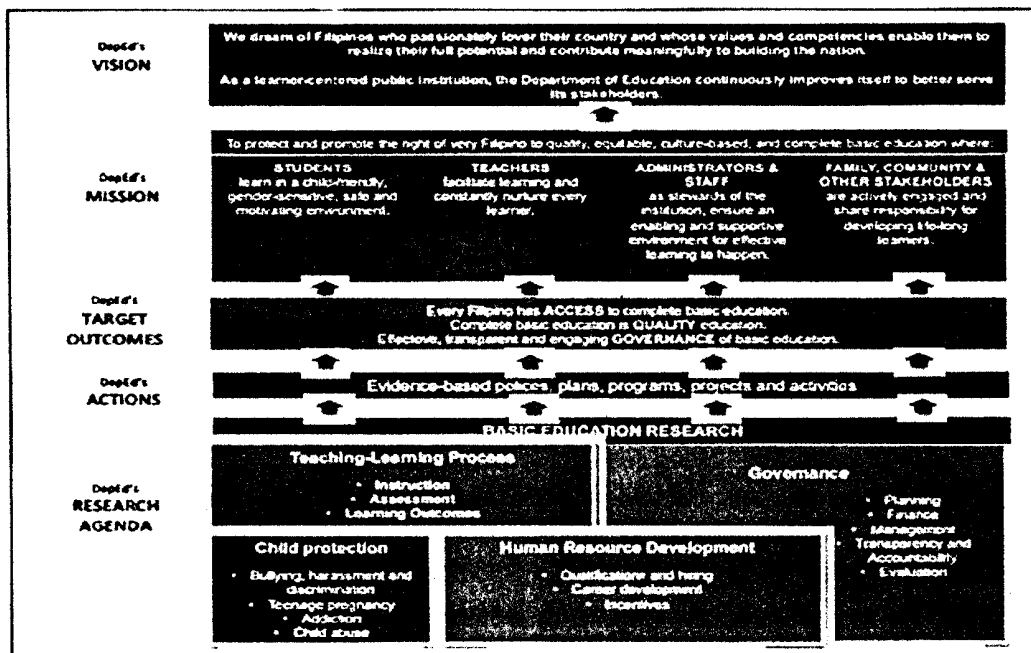 DepEd's
VISION
We dream of Filipinos who passionately lover their country and whose values and competencies enable them to
realize their full potential and contribute meaningfully to building the nation.
As a learner-centered public institution, the Department of Education continuously improves itself to better serve
its stakeholders.
DepEd's
MISSION
To protect and promote the right of very Filipino to quality, equitable, culture-based, and complete basic education where:
STUDENTS
learn in a child-friendly,
gender-sensitive, safe and
motivating environment.
TEACHERS
facilitate learning and
constantly nurture every
learner.
ADMINISTRATORS &
STAFF
as stewards of the
institution, ensure an
enabling and supportive
environment for effective
learning to happen.
FAMILY, COMMUNITY &
OTHER STAKEHOLDERS
are actively engaged and
share responsibility for
developing life-long
learners.
DepEd's
TARGET
OUTCOMES
Every Filipino has ACCESS to complete basic education.
Complete basic education is QUALITY education.
Effective, transparent and engaging GOVERNANCE of basic education.
DepEd's
ACTIONS
Evidence-based polices, plans, programs, projects and activities
BASIC EDUCATION RESEARCH
DepEd's
RESEARCH
AGENDA
Teaching-Learning Process
• Instruction
• Assessment
• Learning Outcomes
Governance
• Planning
• Finance
• Management
• Transparency and
Accountability
• Evaluation
Child protection
• Bullying, harassment and
discrimination
• Teenage pregnancy
• Addiction
• Child abuse
Human Resource Development
• Qualifications and hiring
• Career development
• Incentives